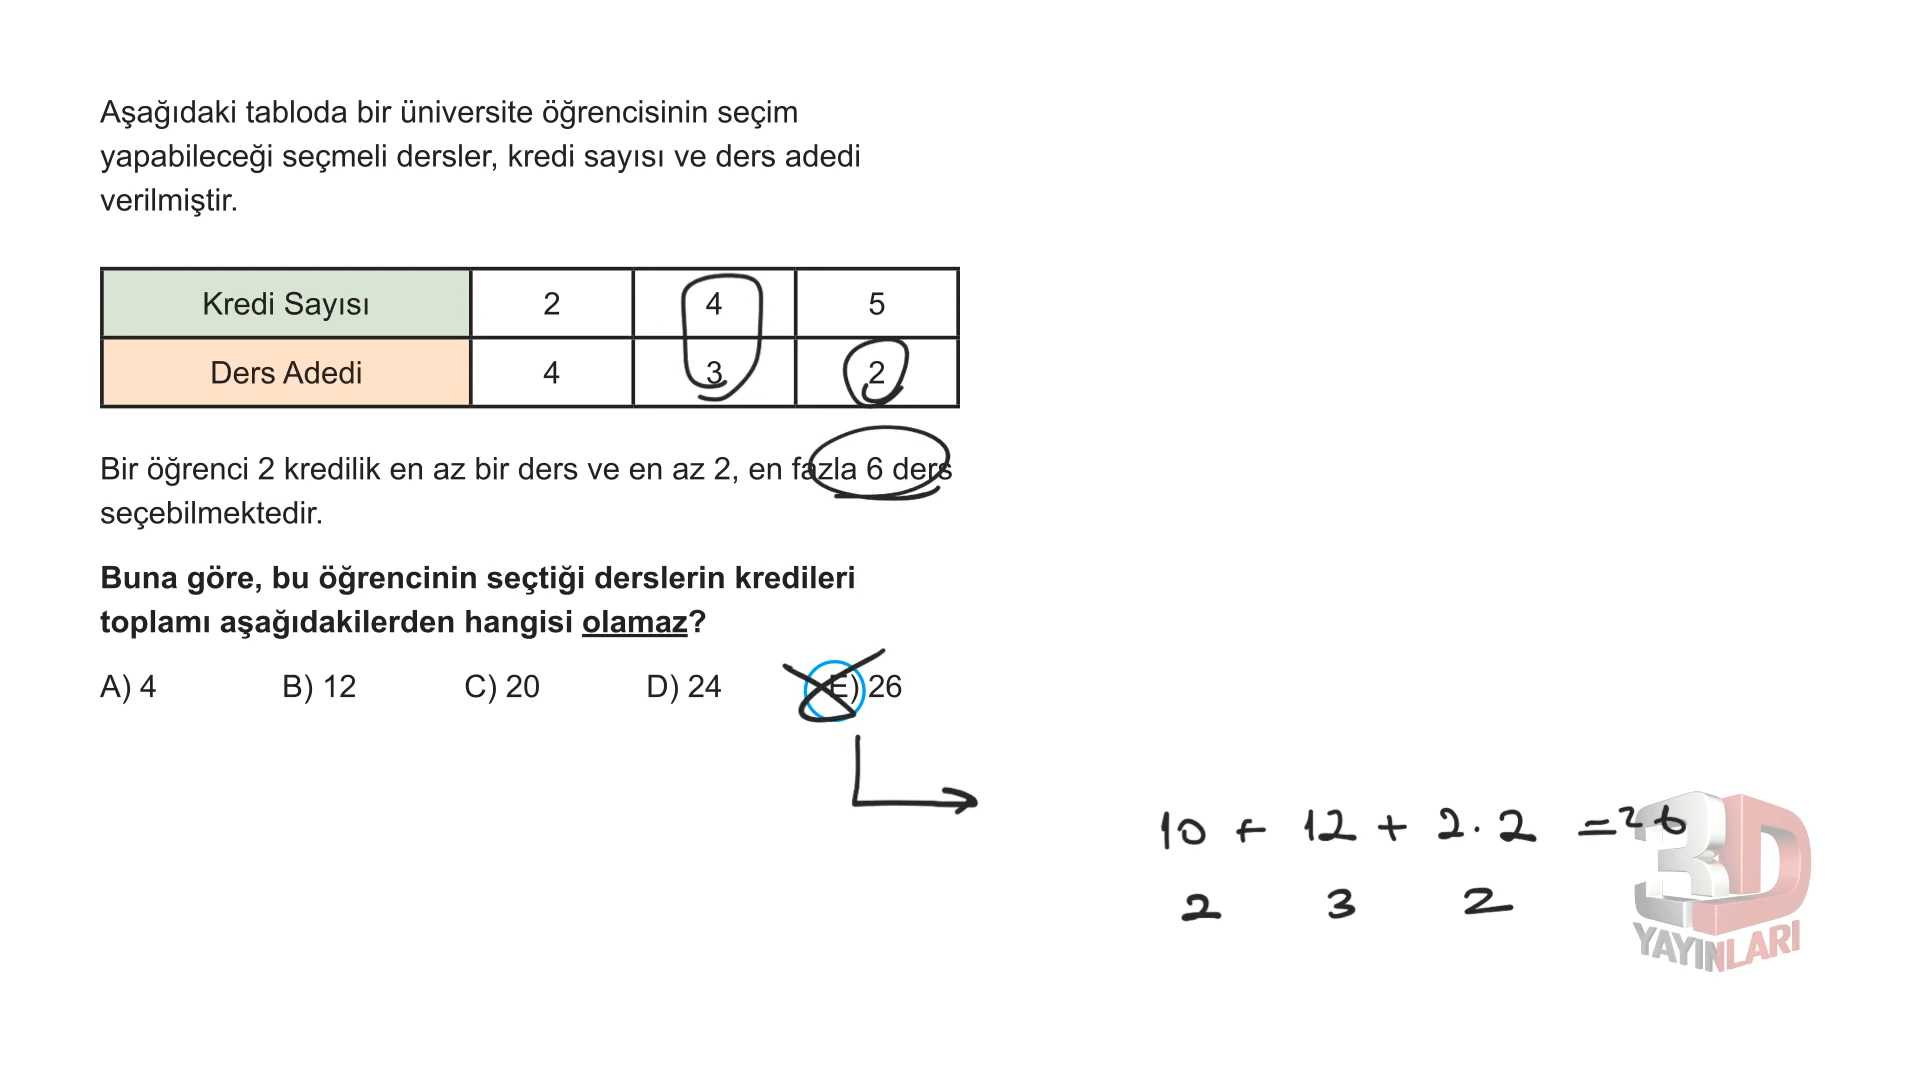 Aşağıdaki tabloda bir üniversite öğrencisinin seçim
yapabileceği seçmeli dersler, kredi sayısı ve ders adedi
verilmiştir.
Kredi Sayısı 2 4 5
Ders Adedi 4 3 2
Bir öğrenci 2 kredilik en az bir ders ve en az 2, en fazla 6 ders
seçebilmektedir.
Buna göre, bu öğrencinin seçtiği derslerin kredileri
toplamı aşağıdakilerden hangisi olamaz?
A) 4 B) 12 C) 20 D) 24 E) 26
10 + 12 + 2.2 = 26
2 3 2
3D
YAYINLARI